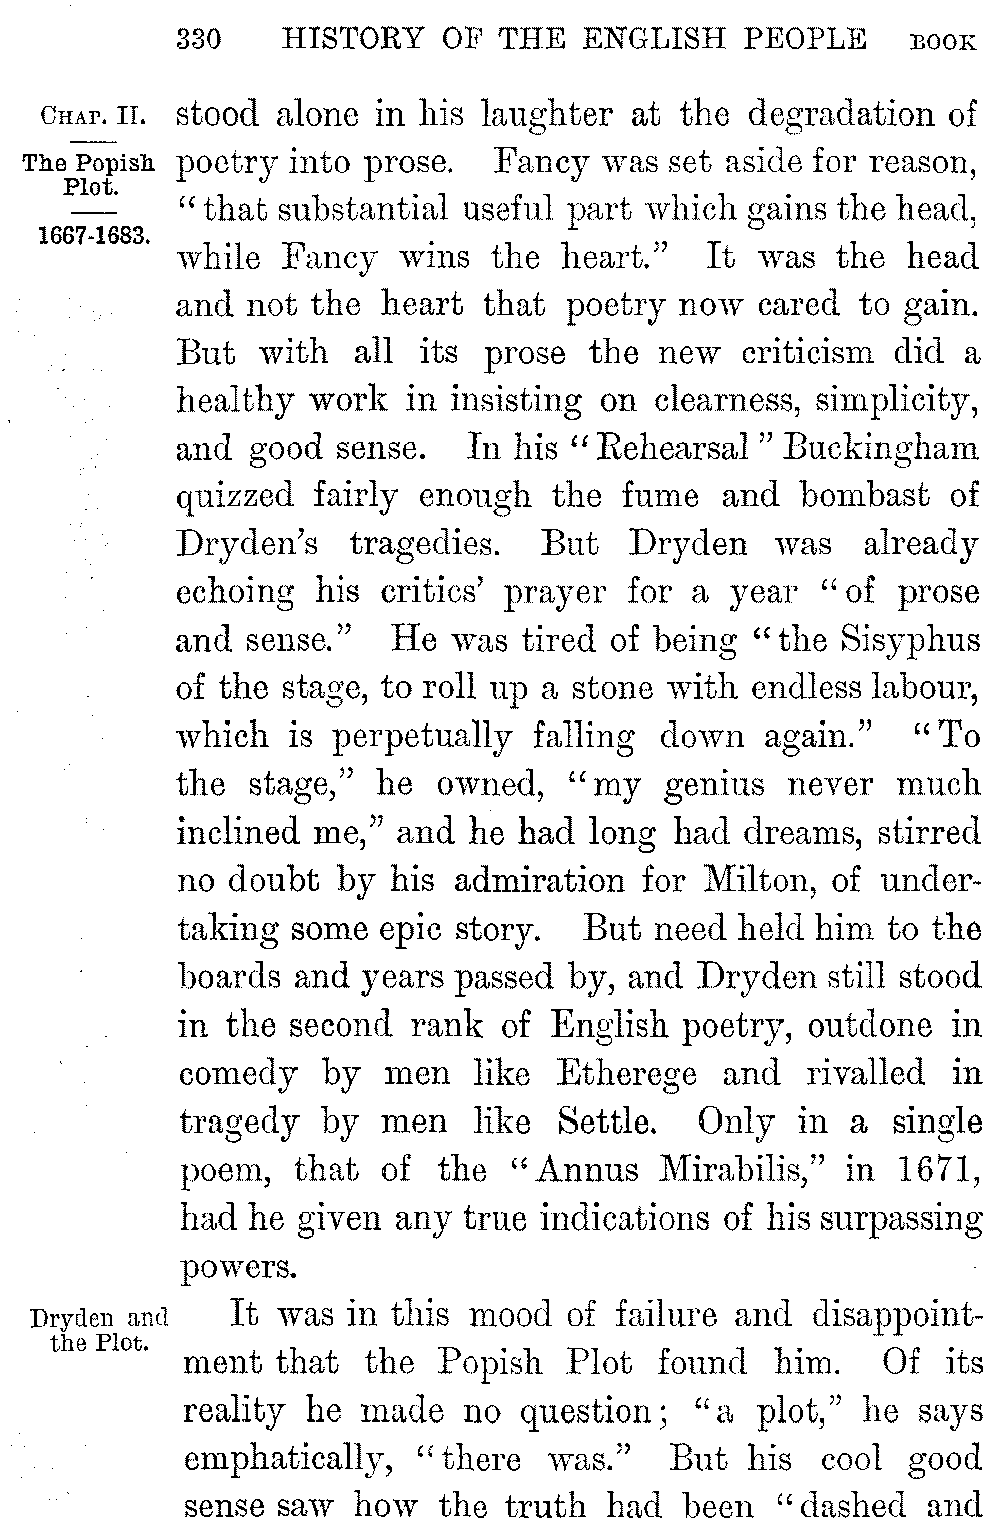 330 HISTORY OF THE ENGLISH PEOPLE BOOK
CHAP. II.
The Popish
Plot.
1667-1683.
stood alone in his laughter at the degradation of
poetry into prose. Fancy was set aside for reason,
“that substantial useful part which gains the head,
while Fancy wins the heart.” It was the head
and not the heart that poetry now cared to gain.
But with all its prose the new criticism did a
healthy work in insisting on clearness, simplicity,
and good sense. In his “Rehearsal” Buckingham
quizzed fairly enough the fume and bombast of
Dryden’s tragedies. But Dryden was already
echoing his critics’ prayer for a year “of prose
and sense.” He was tired of being “the Sisyphus
of the stage, to roll up a stone with endless labour,
which is perpetually falling down again.” “To
the stage,” he owned, “my genius never much
inclined me,” and he had long had dreams, stirred
no doubt by his admiration for Milton, of under-
taking some epic story. But need held him to the
boards and years passed by, and Dryden still stood
in the second rank of English poetry, outdone in
comedy by men like Etherege and rivalled in
tragedy by men like Settle. Only in a single
poem, that of the “Annus Mirabilis,” in 1671,
had he given any true indications of his surpassing
powers.
Dryden and
the Plot.
It was in this mood of failure and disappoint-
ment that the Popish Plot found him. Of its
reality he made no question; “a plot,” he says
emphatically, “there was.” But his cool good
sense saw how the truth had been “dashed and